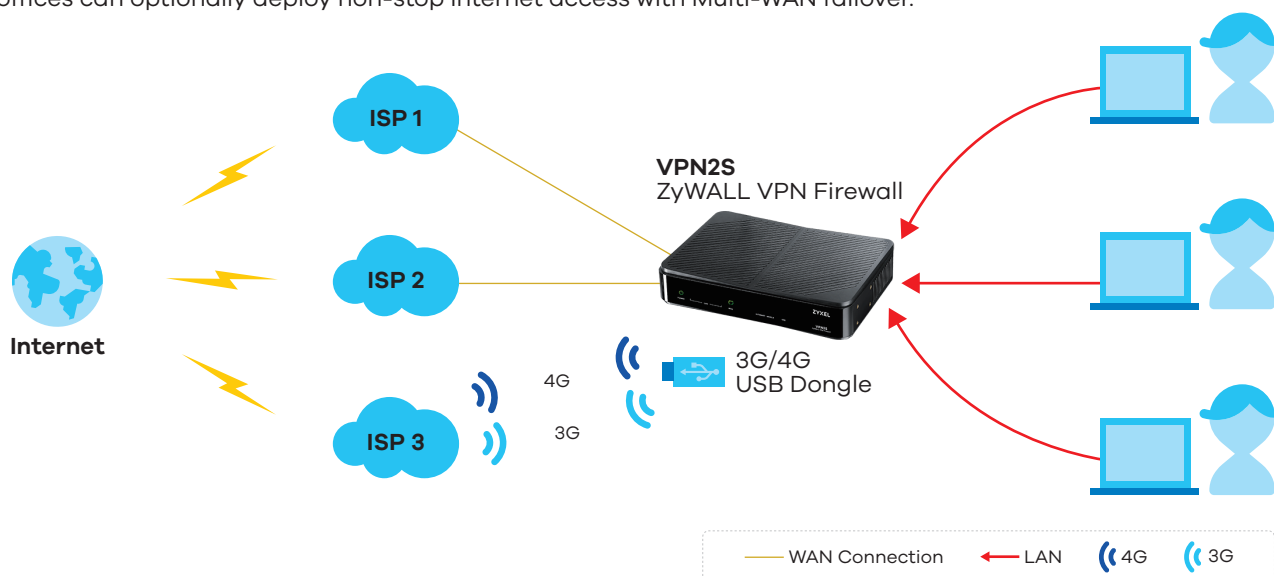 offices can optionally deploy non-stop Internet access with Multi-WAN failover.
ISP 1
VPN2S
ZyWALL VPN Firewall
ISP 2
ZYXEL
Internet
3G/4G
USB Dongle
4G
3G
ISP 3
WAN Connection
LAN
4G
3G